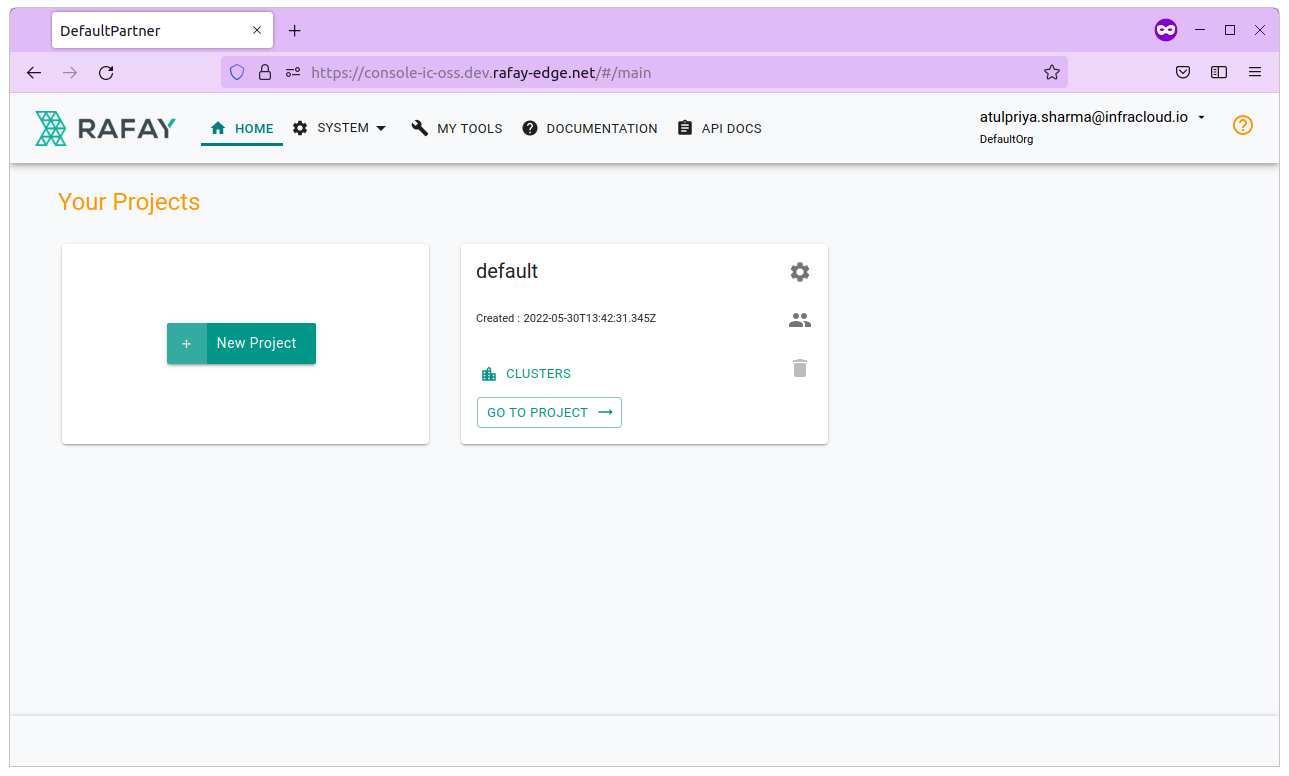 DefaultPartner
https://console-ic-oss.dev.rafay-edge.net/#/main
RAFAY
HOME
SYSTEM
MY TOOLS
DOCUMENTATION
API DOCS
atulpriya.sharma@infracloud.io
DefaultOrg
Your Projects
+ New Project
default
Created : 2022-05-30T13:42:31.345Z
CLUSTERS
GO TO PROJECT